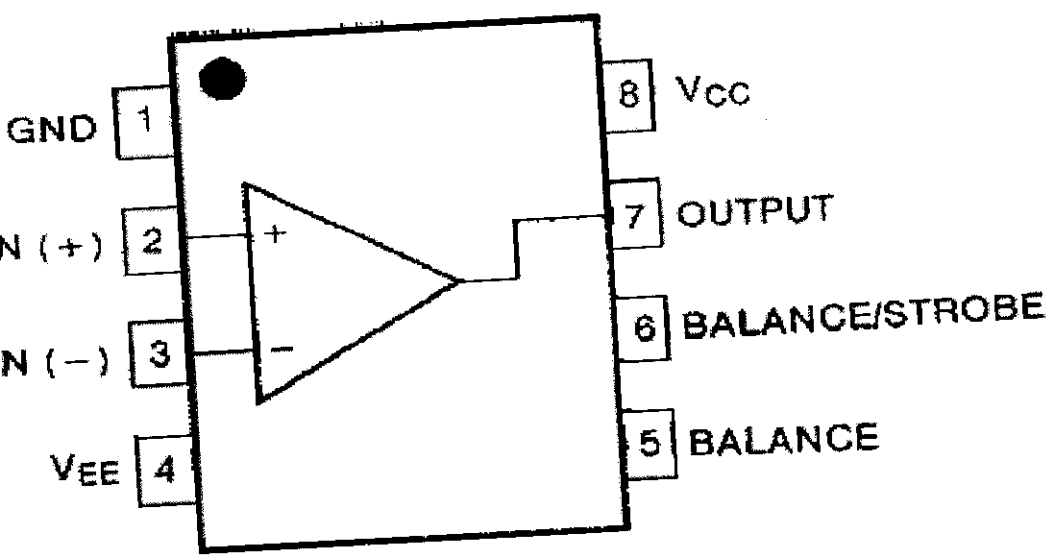 GND 1
8 VCC
N (+) 2 +
7 OUTPUT
N (−) 3 −
6 BALANCE/STROBE
VEE 4
5 BALANCE